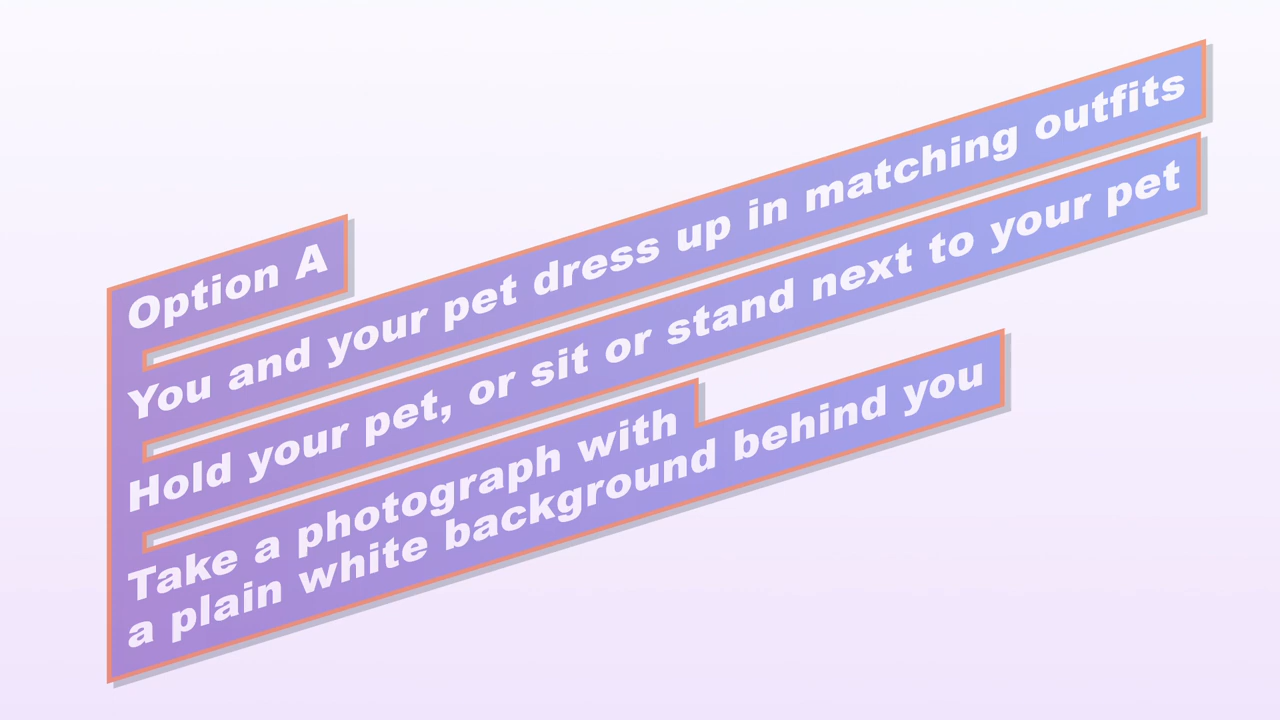 Option A
You and your pet dress up in matching outfits
Hold your pet, or sit or stand next to your pet
Take a photograph with
a plain white background behind you